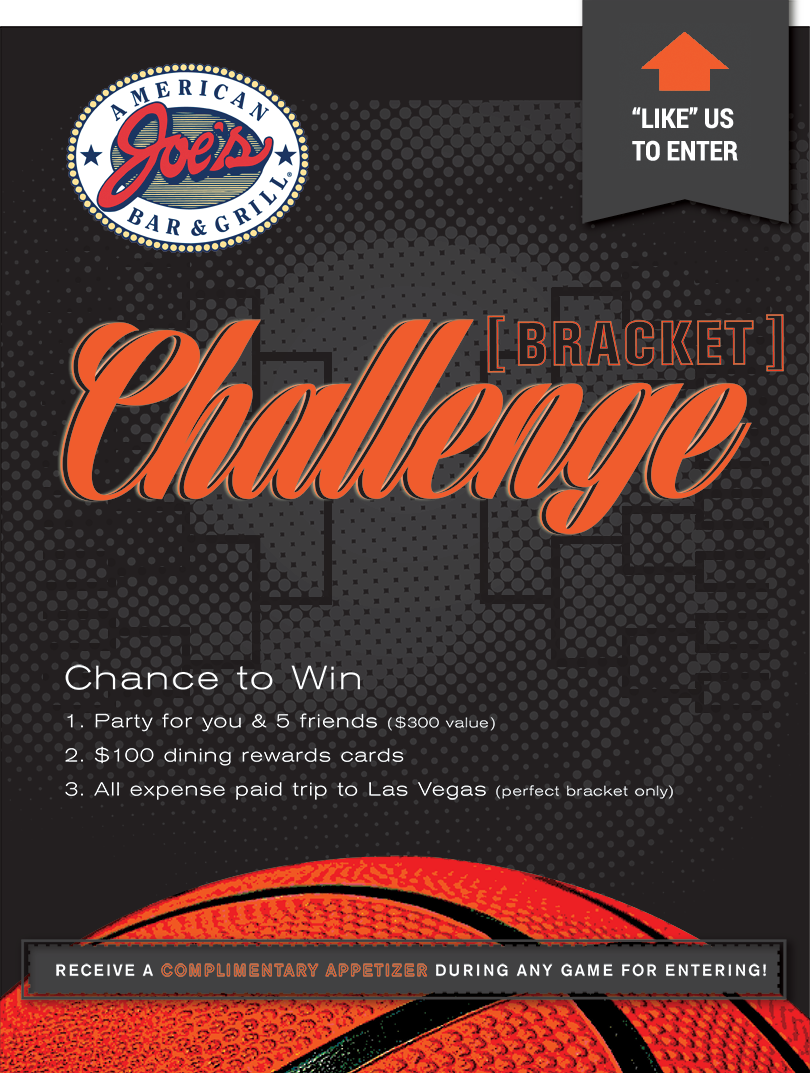 AMERICAN
Joe's
BAR & GRILL®
"LIKE" US
TO ENTER
[BRACKET]
Challenge
Chance to Win
1. Party for you & 5 friends ($300 value)
2. $100 dining rewards cards
3. All expense paid trip to Las Vegas (perfect bracket only)
RECEIVE A COMPLIMENTARY APPETIZER DURING ANY GAME FOR ENTERING!